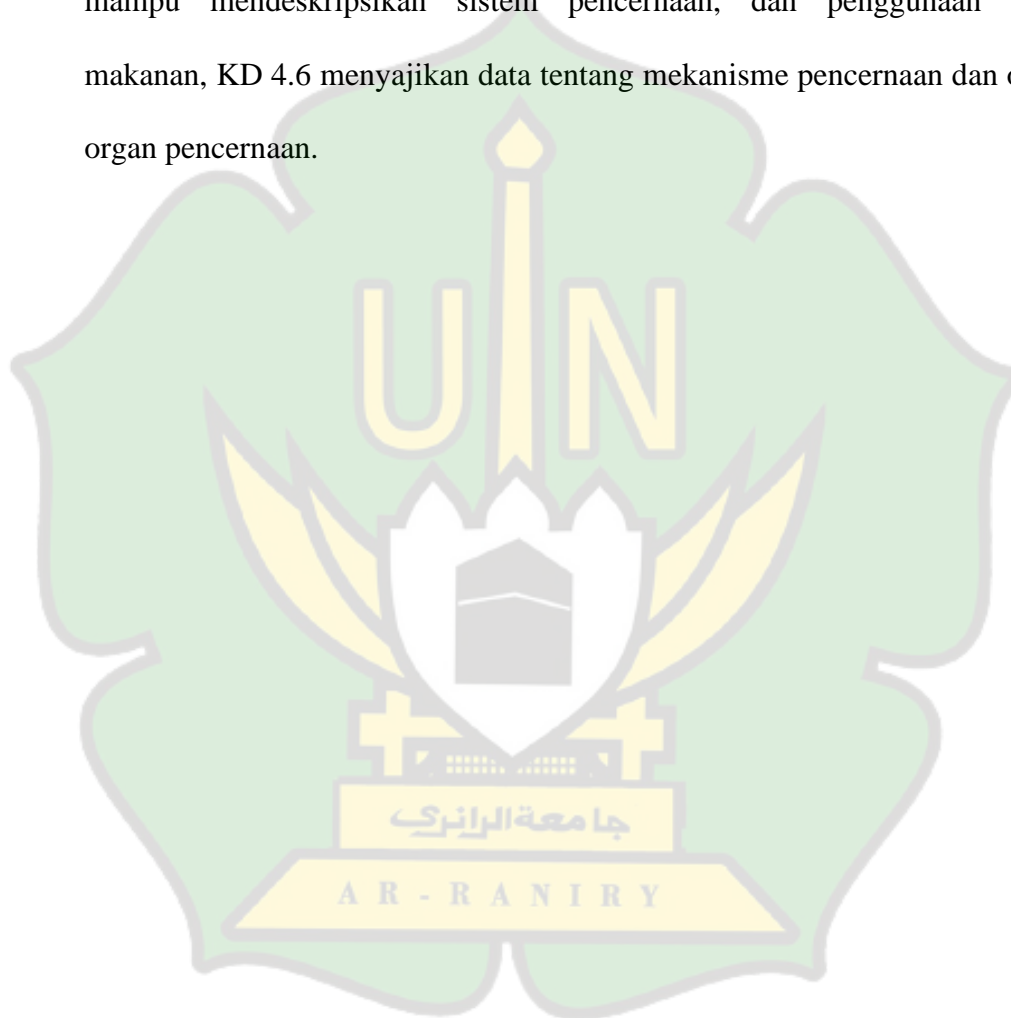 mampu mendeskripsikan sistem pencernaan, dan penggunaan
makanan, KD 4.6 menyajikan data tentang mekanisme pencernaan dan
organ pencernaan.
UIN
جامعة الرانري
AR-RANIRY